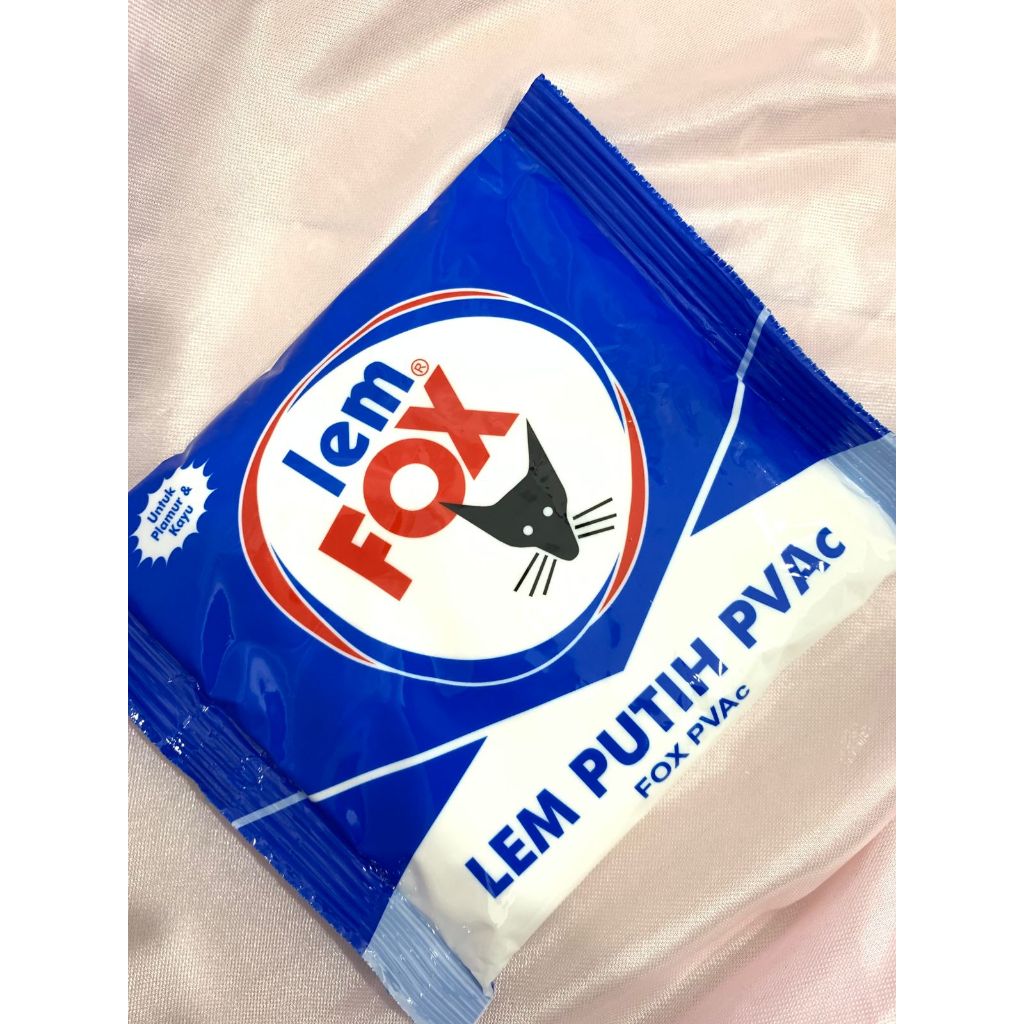 lem®
FOX
Untuk
Plamur &
Kayu
LEM PUTIH PVAc
FOX PVAc